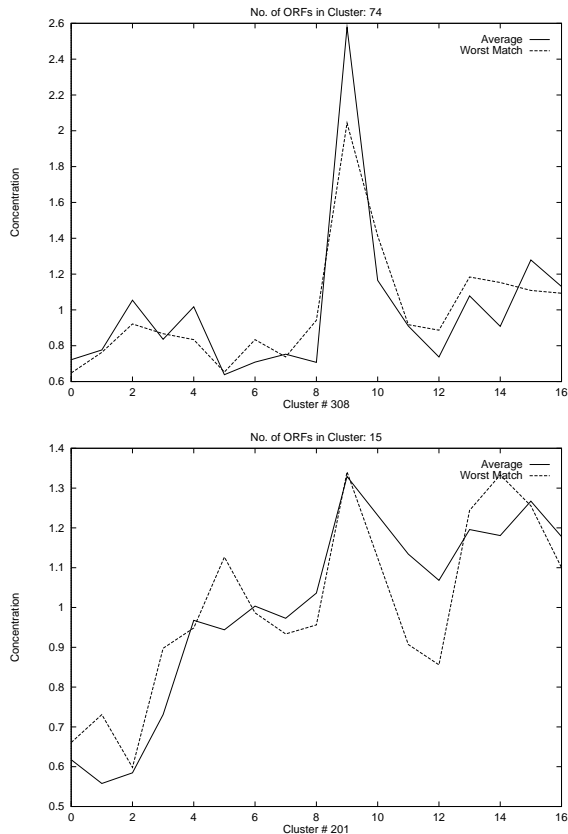 No. of ORFs in Cluster: 74
2.6
2.4
2.2
2
1.8
1.6
1.4
1.2
1
0.8
0.6
Concentration
Average
Worst Match
0 2 4 6 8 10 12 14 16
Cluster # 308
No. of ORFs in Cluster: 15
1.4
1.3
1.2
1.1
1
0.9
0.8
0.7
0.6
0.5
Concentration
Average
Worst Match
0 2 4 6 8 10 12 14 16
Cluster # 201